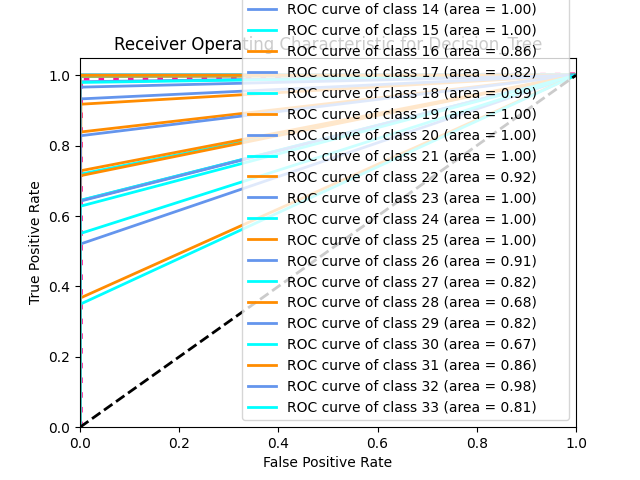 ROC curve of class 14 (area = 1.00)
ROC curve of class 15 (area = 1.00)
Receiver Operating Characteristic for Decision Tree
ROC curve of class 16 (area = 0.86)
ROC curve of class 17 (area = 0.82)
ROC curve of class 18 (area = 0.99)
ROC curve of class 19 (area = 1.00)
ROC curve of class 20 (area = 1.00)
ROC curve of class 21 (area = 1.00)
ROC curve of class 22 (area = 0.92)
ROC curve of class 23 (area = 1.00)
ROC curve of class 24 (area = 1.00)
ROC curve of class 25 (area = 1.00)
ROC curve of class 26 (area = 0.91)
ROC curve of class 27 (area = 0.82)
ROC curve of class 28 (area = 0.68)
ROC curve of class 29 (area = 0.82)
ROC curve of class 30 (area = 0.67)
ROC curve of class 31 (area = 0.86)
ROC curve of class 32 (area = 0.98)
ROC curve of class 33 (area = 0.81)
True Positive Rate
1.0
0.8
0.6
0.4
0.2
0.0
0.0 0.2 0.4 0.6 0.8 1.0
False Positive Rate